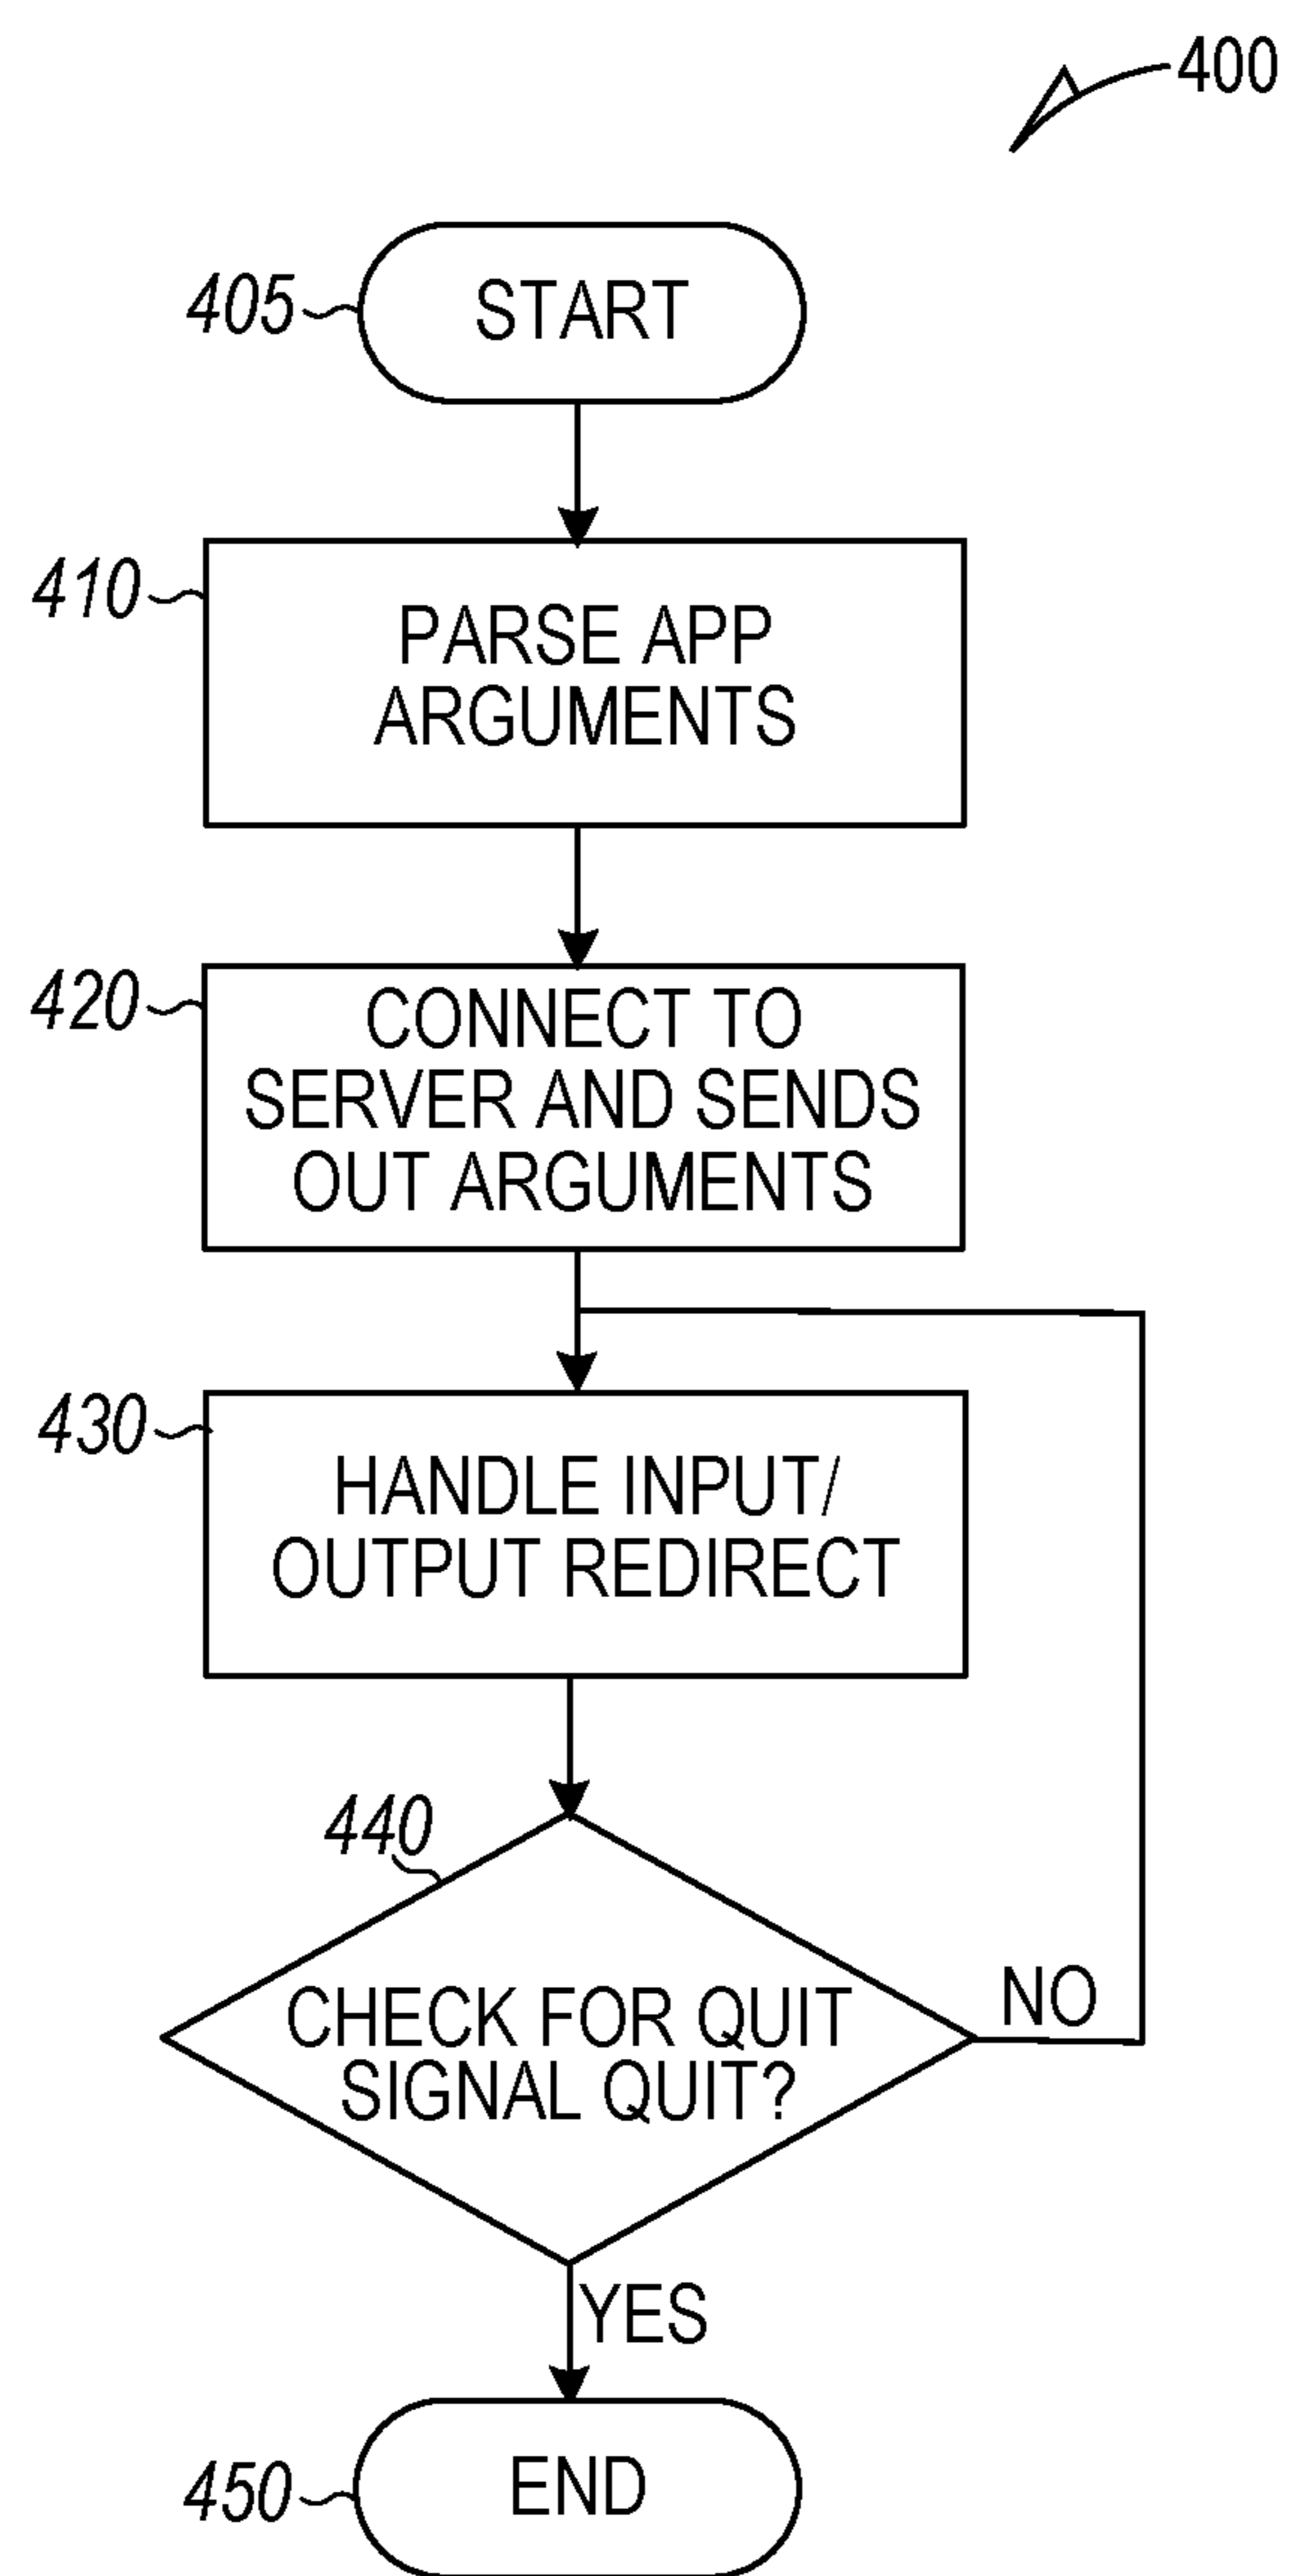 400
405
START
410
PARSE APP
ARGUMENTS
420
CONNECT TO
SERVER AND SENDS
OUT ARGUMENTS
430
HANDLE INPUT/
OUTPUT REDIRECT
440
CHECK FOR QUIT
SIGNAL QUIT?
NO
YES
450
END